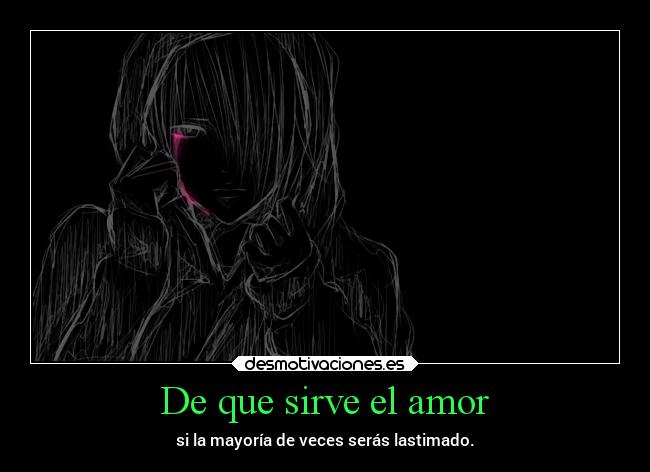 desmotivaciones.es
De que sirve el amor
si la mayoría de veces serás lastimado.